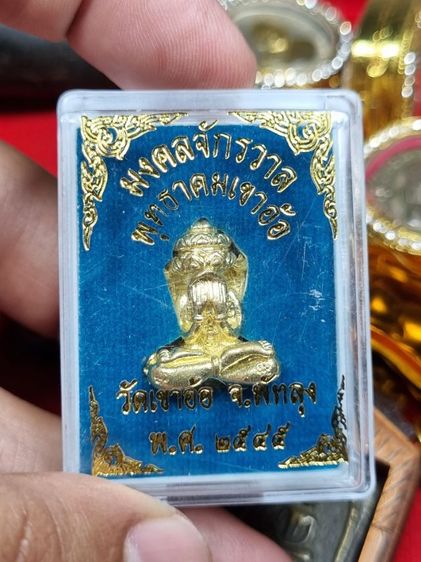 มงคลจักรวาล
พุทธาคมเขาอ้อ
วัดเขาอ้อ จ.พัทลุง
พ.ศ. ๒๕๔๕